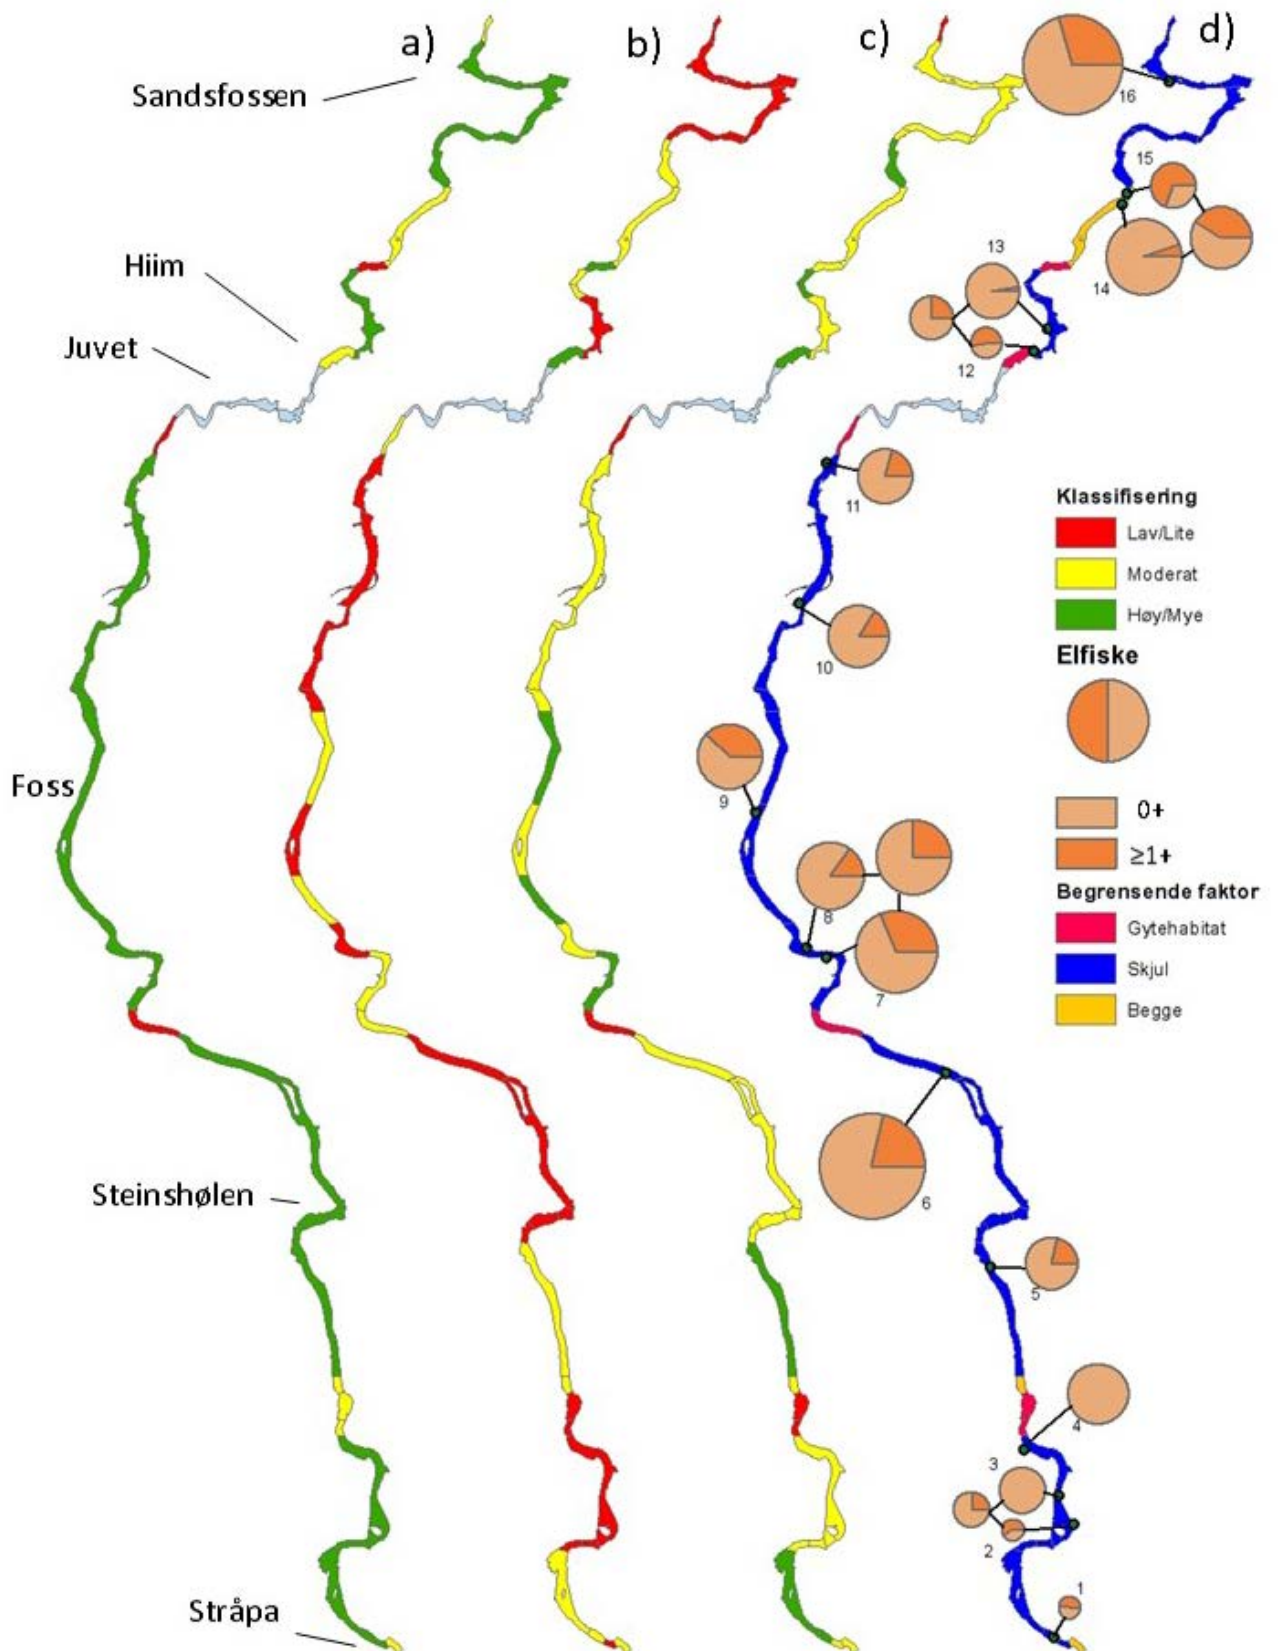 a)
b)
c)
d)
Sandsfossen
16
15
Hiim
13
14
Juvet
12
11
Klassifisering
Lav/Lite
Moderat
Høy/Mye
10
Elfiske
Foss
9
0+
≥1+
Begrensende faktor
8
Gytehabitat
Skjul
7
Begge
Steinshølen
6
5
4
3
2
1
Stråpa